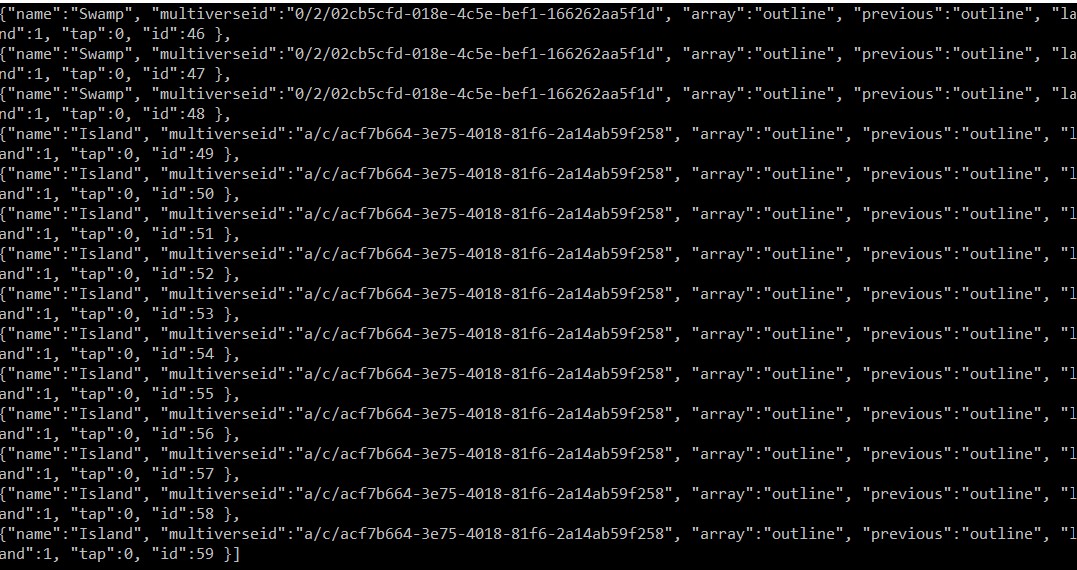 {"name":"Swamp", "multiverseid":"0/2/02cb5cfd-018e-4c5e-bef1-166262aa5f1d", "array":"outline", "previous":"outline", "la
nd":1, "tap":0, "id":46 },
{"name":"Swamp", "multiverseid":"0/2/02cb5cfd-018e-4c5e-bef1-166262aa5f1d", "array":"outline", "previous":"outline", "la
nd":1, "tap":0, "id":47 },
{"name":"Swamp", "multiverseid":"0/2/02cb5cfd-018e-4c5e-bef1-166262aa5f1d", "array":"outline", "previous":"outline", "la
nd":1, "tap":0, "id":48 },
{"name":"Island", "multiverseid":"a/c/acf7b664-3e75-4018-81f6-2a14ab59f258", "array":"outline", "previous":"outline", "l
and":1, "tap":0, "id":49 },
{"name":"Island", "multiverseid":"a/c/acf7b664-3e75-4018-81f6-2a14ab59f258", "array":"outline", "previous":"outline", "l
and":1, "tap":0, "id":50 },
{"name":"Island", "multiverseid":"a/c/acf7b664-3e75-4018-81f6-2a14ab59f258", "array":"outline", "previous":"outline", "l
and":1, "tap":0, "id":51 },
{"name":"Island", "multiverseid":"a/c/acf7b664-3e75-4018-81f6-2a14ab59f258", "array":"outline", "previous":"outline", "l
and":1, "tap":0, "id":52 },
{"name":"Island", "multiverseid":"a/c/acf7b664-3e75-4018-81f6-2a14ab59f258", "array":"outline", "previous":"outline", "l
and":1, "tap":0, "id":53 },
{"name":"Island", "multiverseid":"a/c/acf7b664-3e75-4018-81f6-2a14ab59f258", "array":"outline", "previous":"outline", "l
and":1, "tap":0, "id":54 },
{"name":"Island", "multiverseid":"a/c/acf7b664-3e75-4018-81f6-2a14ab59f258", "array":"outline", "previous":"outline", "l
and":1, "tap":0, "id":55 },
{"name":"Island", "multiverseid":"a/c/acf7b664-3e75-4018-81f6-2a14ab59f258", "array":"outline", "previous":"outline", "l
and":1, "tap":0, "id":56 },
{"name":"Island", "multiverseid":"a/c/acf7b664-3e75-4018-81f6-2a14ab59f258", "array":"outline", "previous":"outline", "l
and":1, "tap":0, "id":57 },
{"name":"Island", "multiverseid":"a/c/acf7b664-3e75-4018-81f6-2a14ab59f258", "array":"outline", "previous":"outline", "l
and":1, "tap":0, "id":58 },
{"name":"Island", "multiverseid":"a/c/acf7b664-3e75-4018-81f6-2a14ab59f258", "array":"outline", "previous":"outline", "l
and":1, "tap":0, "id":59 }]